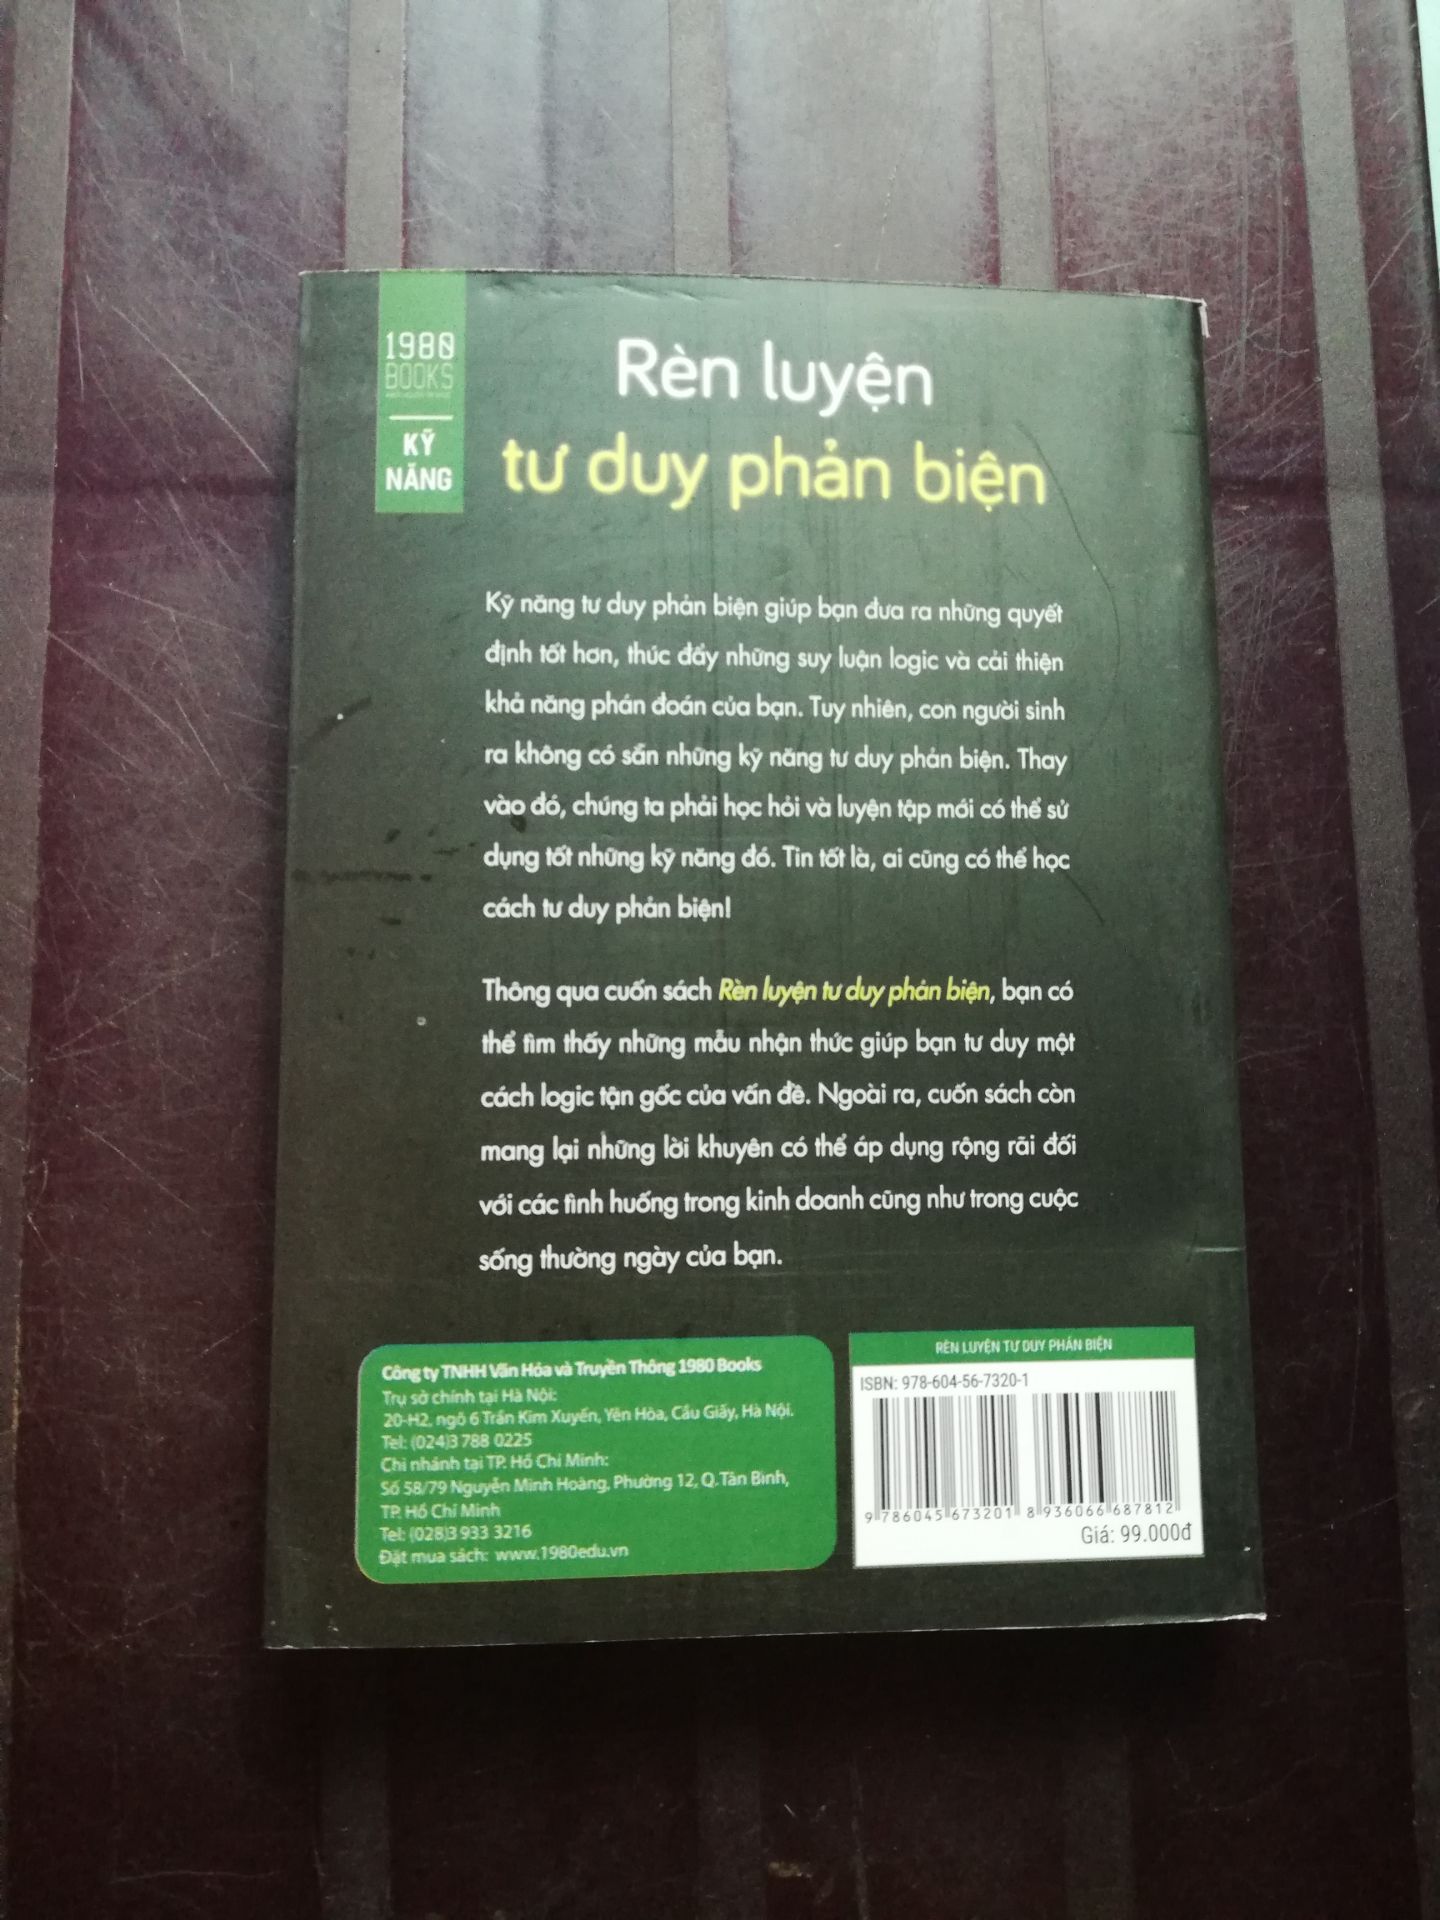 1980
BOOKS
KỸ
NĂNG
Rèn luyện
tư duy phản biện
Kỹ năng tư duy phản biện giúp bạn đưa ra những quyết
định tốt hơn, thúc đẩy những suy luận logic và cải thiện
khả năng phán đoán của bạn. Tuy nhiên, con người sinh
ra không có sẵn những kỹ năng tư duy phản biện. Thay
vào đó, chúng ta phải học hỏi và luyện tập mới có thể sử
dụng tốt những kỹ năng đó. Tin tốt là, ai cũng có thể học
cách tư duy phản biện!
Thông qua cuốn sách Rèn luyện tư duy phản biện, bạn có
thể tìm thấy những mẫu nhận thức giúp bạn tư duy một
cách logic tận gốc của vấn đề. Ngoài ra, cuốn sách còn
mang lại những lời khuyên có thể áp dụng rộng rãi đối
với các tình huống trong kinh doanh cũng như trong cuộc
sống thường ngày của bạn.
Công ty TNHH Văn Hóa và Truyền Thông 1980 Books
Trụ sở chính tại Hà Nội:
20-H2, ngõ 6 Trần Kim Xuyến, Yên Hòa, Cầu Giấy, Hà Nội.
Tel: (024)3 788 0225
Chi nhánh tại TP. Hồ Chí Minh:
Số 58/79 Nguyễn Minh Hoàng, Phường 12, Q. Tân Bình,
TP. Hồ Chí Minh
Tel: (028)3 933 3216
Đặt mua sách: www.1980edu.vn
RÈN LUYỆN TƯ DUY PHẢN BIỆN
ISBN: 978-604-56-7320-1
9 786045 673201 8 936066 687812
Giá: 99.000đ